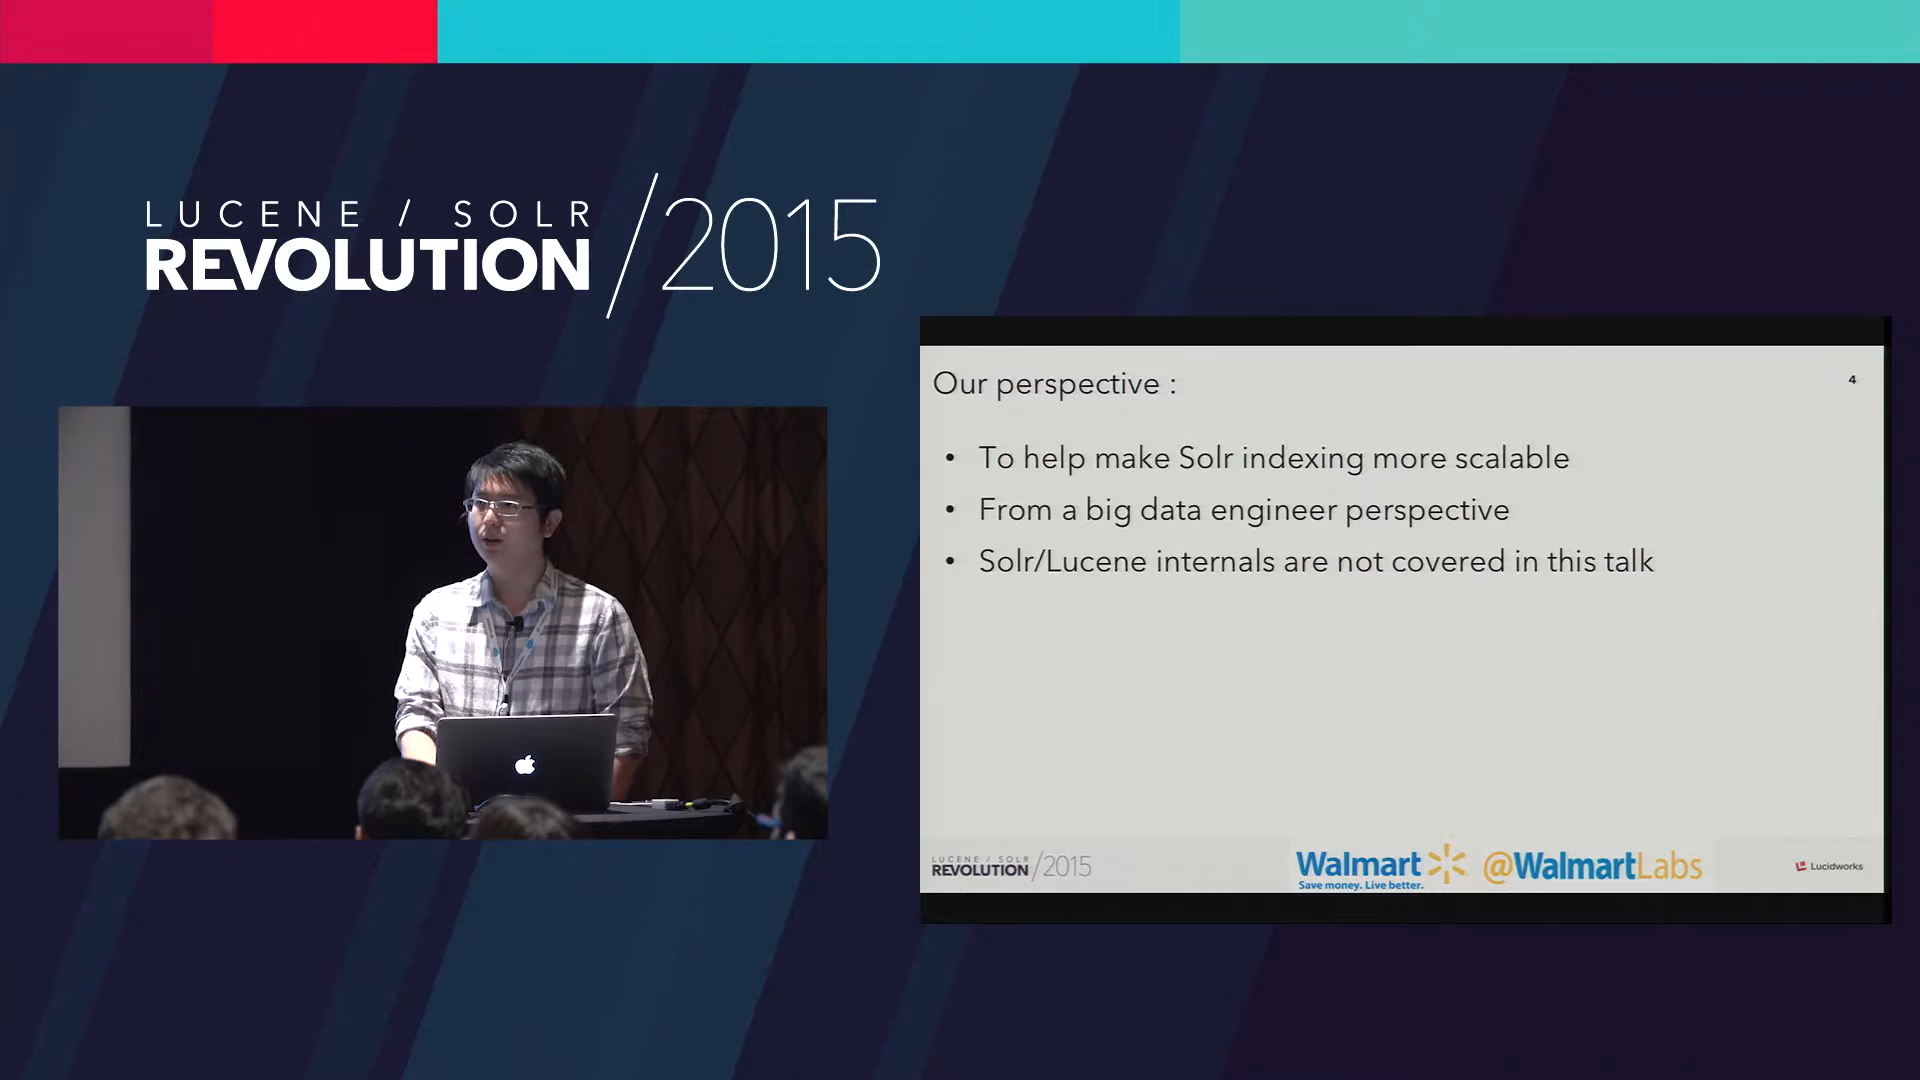 LUCENE / SOLR
REVOLUTION /2015
Our perspective :
4
• To help make Solr indexing more scalable
• From a big data engineer perspective
• Solr/Lucene internals are not covered in this talk
LUCENE / SOLR
REVOLUTION /2015
Walmart
Save money. Live better.
@WalmartLabs
Lucidworks